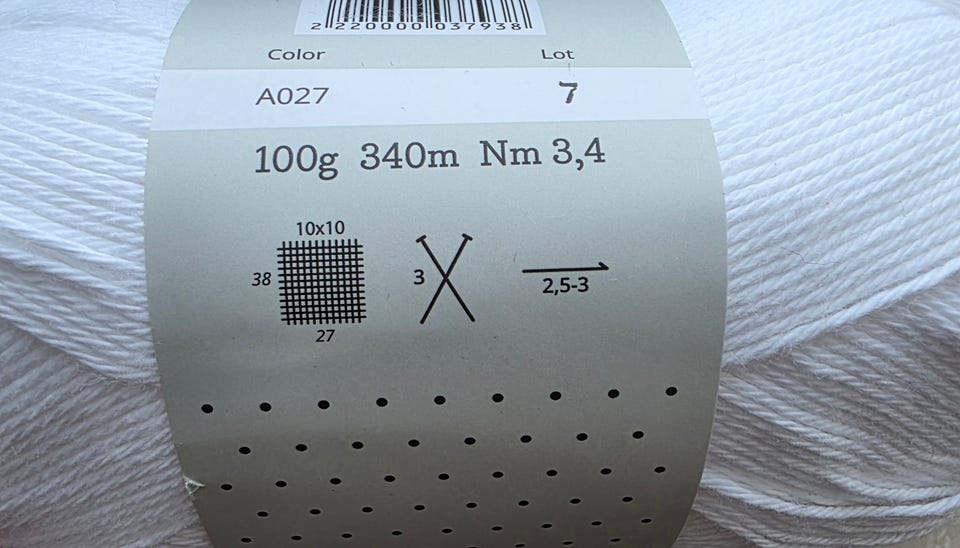 2 220000 037938
Color Lot
A027 7
100g 340m Nm 3,4
10x10
38
27
3
2,5-3